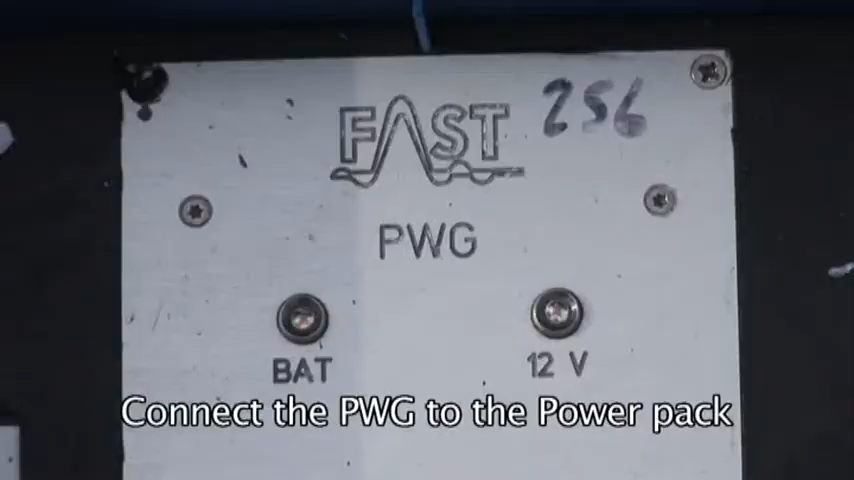 FAST 256
PWG
BAT 12 V
Connect the PWG to the Power pack